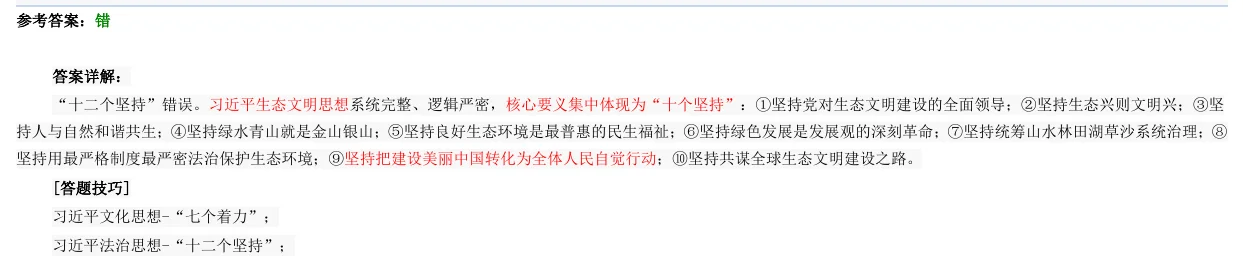 参考答案：错
答案详解：
“十二个坚持”错误。习近平生态文明思想系统完整、逻辑严密，核心要义集中体现为“十个坚持”：①坚持党对生态文明建设的全面领导；②坚持生态兴则文明兴；③坚
持人与自然和谐共生；④坚持绿水青山就是金山银山；⑤坚持良好生态环境是最普惠的民生福祉；⑥坚持绿色发展是发展观的深刻革命；⑦坚持统筹山水林田湖草沙系统治理；⑧
坚持用最严格制度最严密法治保护生态环境；⑨坚持把建设美丽中国转化为全体人民自觉行动；⑩坚持共谋全球生态文明建设之路。
[答题技巧]
习近平文化思想-“七个着力”；
习近平法治思想-“十二个坚持”；